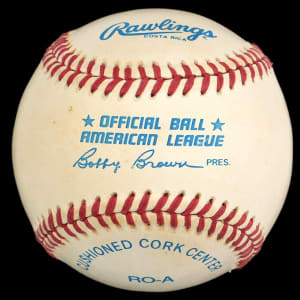 Rawlings
COSTA RICA
★ OFFICIAL BALL ★
AMERICAN LEAGUE
Bobby Brown PRES.
CUSHIONED CORK CENTER
RO-A